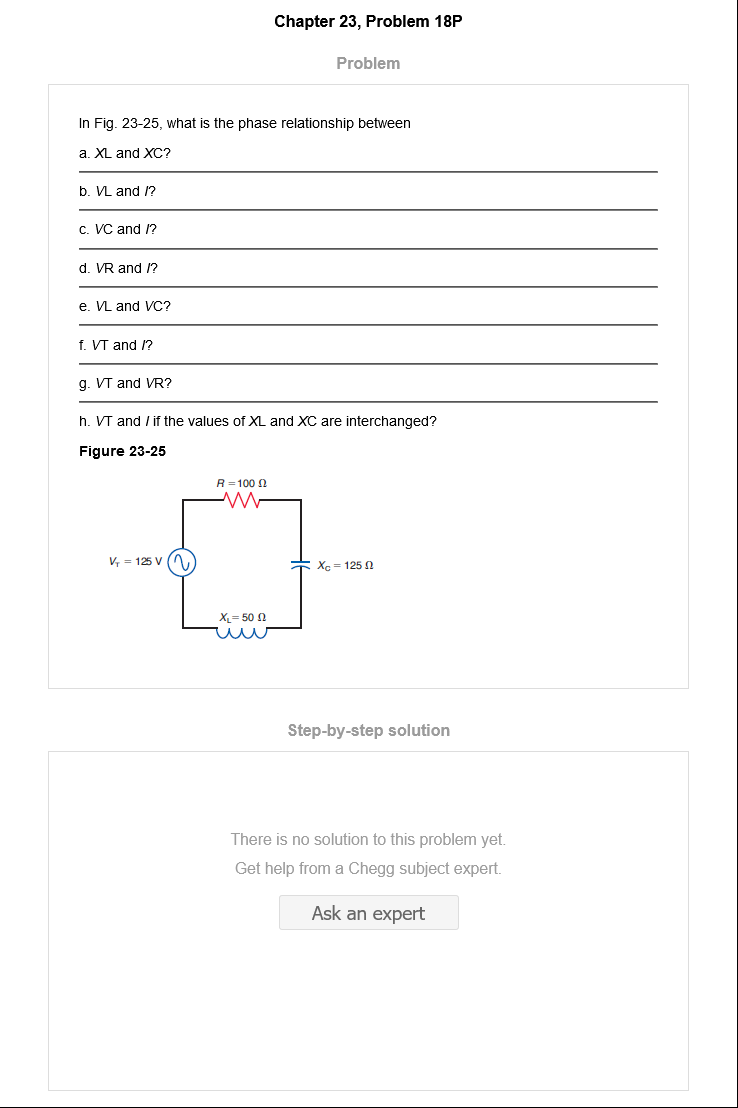 Chapter 23, Problem 18P
Problem
In Fig. 23-25, what is the phase relationship between
a. XL and XC?
b. VL and I?
c. VC and I?
d. VR and I?
e. VL and VC?
f. VT and I?
g. VT and VR?
h. VT and I if the values of XL and XC are interchanged?
Figure 23-25
R = 100 Ω
V_T = 125 V
X_C = 125 Ω
X_L = 50 Ω
Step-by-step solution
There is no solution to this problem yet.
Get help from a Chegg subject expert.
Ask an expert